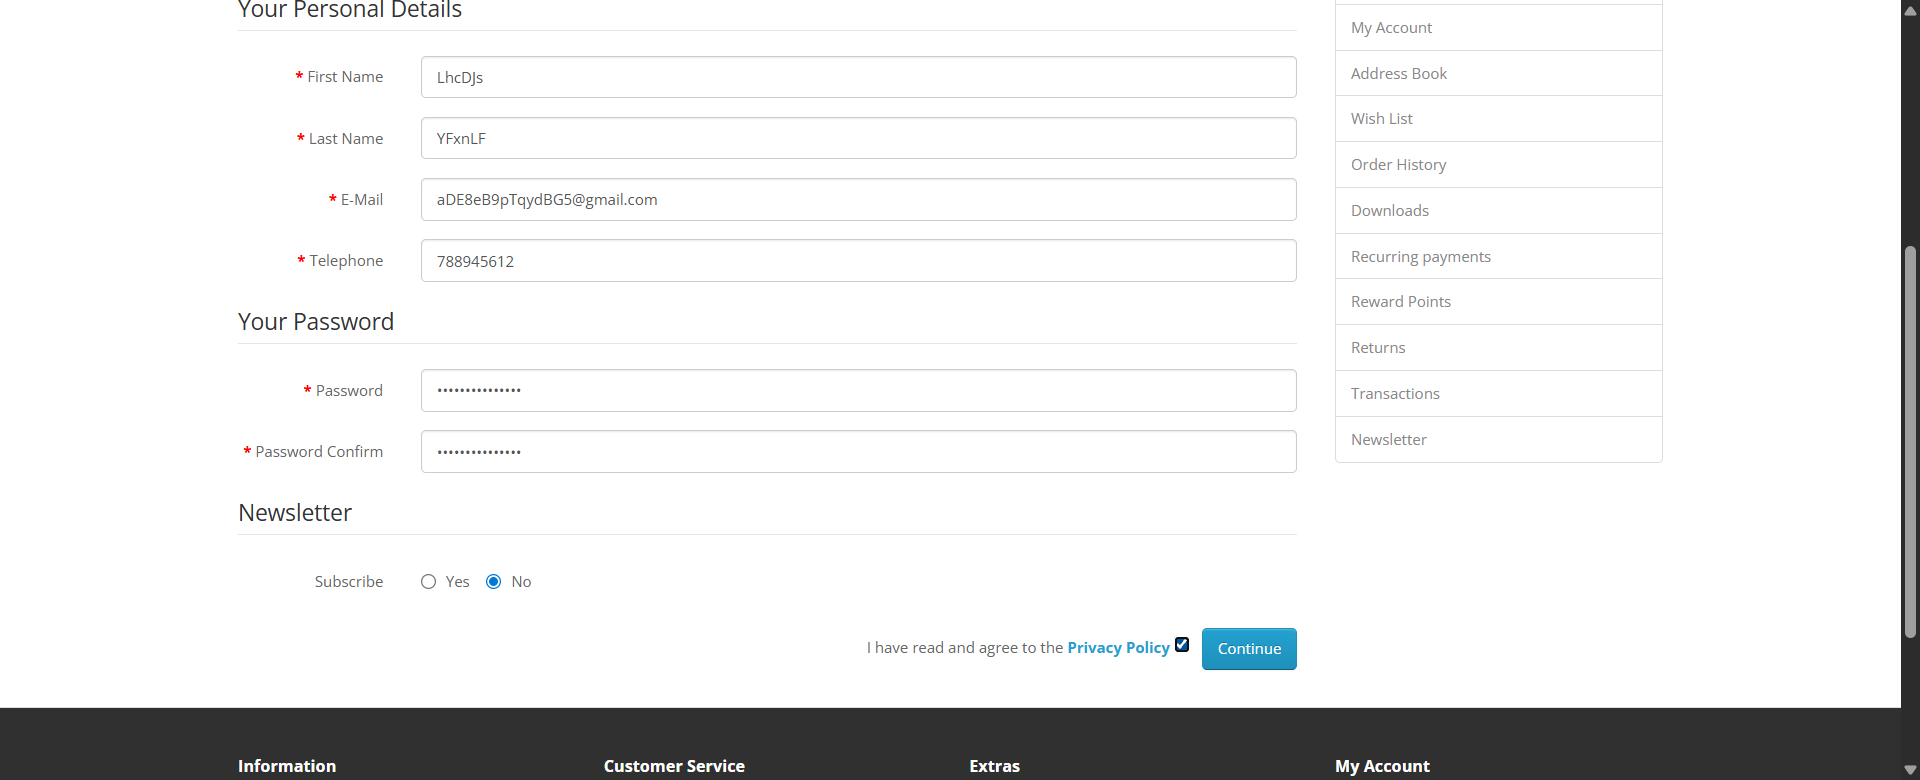 Your Personal Details
* First Name
LhcDJs
* Last Name
YFxnLF
* E-Mail
aDE8eB9pTqydBG5@gmail.com
* Telephone
788945612
Your Password
* Password
•••••••••••••••
* Password Confirm
•••••••••••••••
Newsletter
Subscribe
Yes
No
I have read and agree to the Privacy Policy
Continue
My Account
Address Book
Wish List
Order History
Downloads
Recurring payments
Reward Points
Returns
Transactions
Newsletter
Information
Customer Service
Extras
My Account